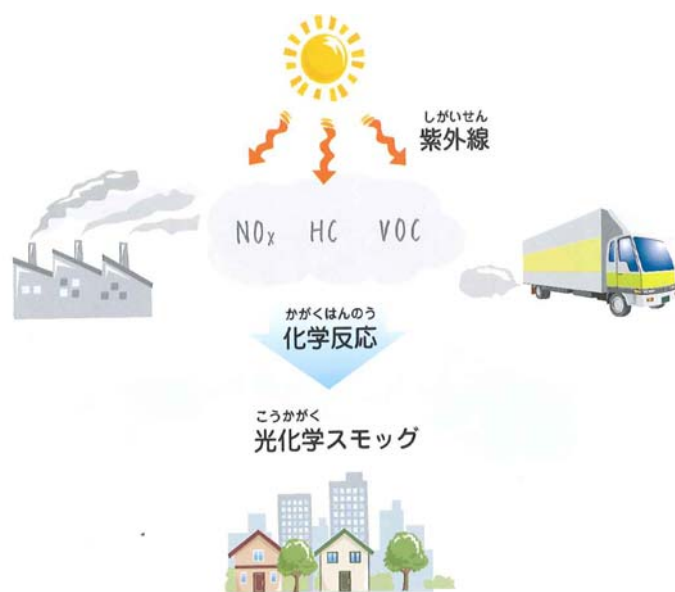 しがいせん
紫外線
NOx HC VOC
かがくはんのう
化学反応
こうかがく
光化学スモッグ